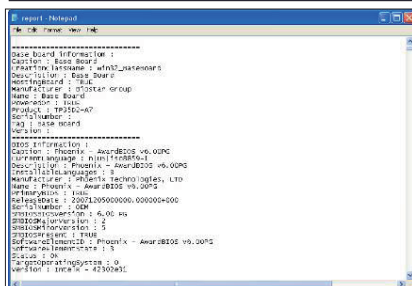 report - Notepad
File Edit Format View Help
==============================
Base board information :
Caption : Base Board
CreationClassName : Win32_BaseBoard
Description : Base Board
HostingBoard : TRUE
Manufacturer : Biostar Group
Name : Base Board
PoweredOn : TRUE
Product : TP35D2-A7
SerialNumber :
Tag : Base Board
Version :
==============================
BIOS Information :
Caption : Phoenix - AwardBIOS v6.00PG
CurrentLanguage : n|US|iso8859-1
Description : Phoenix - AwardBIOS v6.00PG
InstallableLanguages : 3
Manufacturer : Phoenix Technologies, LTD
Name : Phoenix - AwardBIOS v6.00PG
PrimaryBIOS : TRUE
ReleaseDate : 20071205000000.000000+000
SerialNumber : OEM
SMBIOSBIOSVersion : 6.00 PG
SMBIOSMajorVersion : 2
SMBIOSMinorVersion : 5
SMBIOSPresent : TRUE
SoftwareElementID : Phoenix - AwardBIOS v6.00PG
SoftwareElementState : 3
Status : OK
TargetOperatingSystem : 0
Version : IntelR - 42302e31